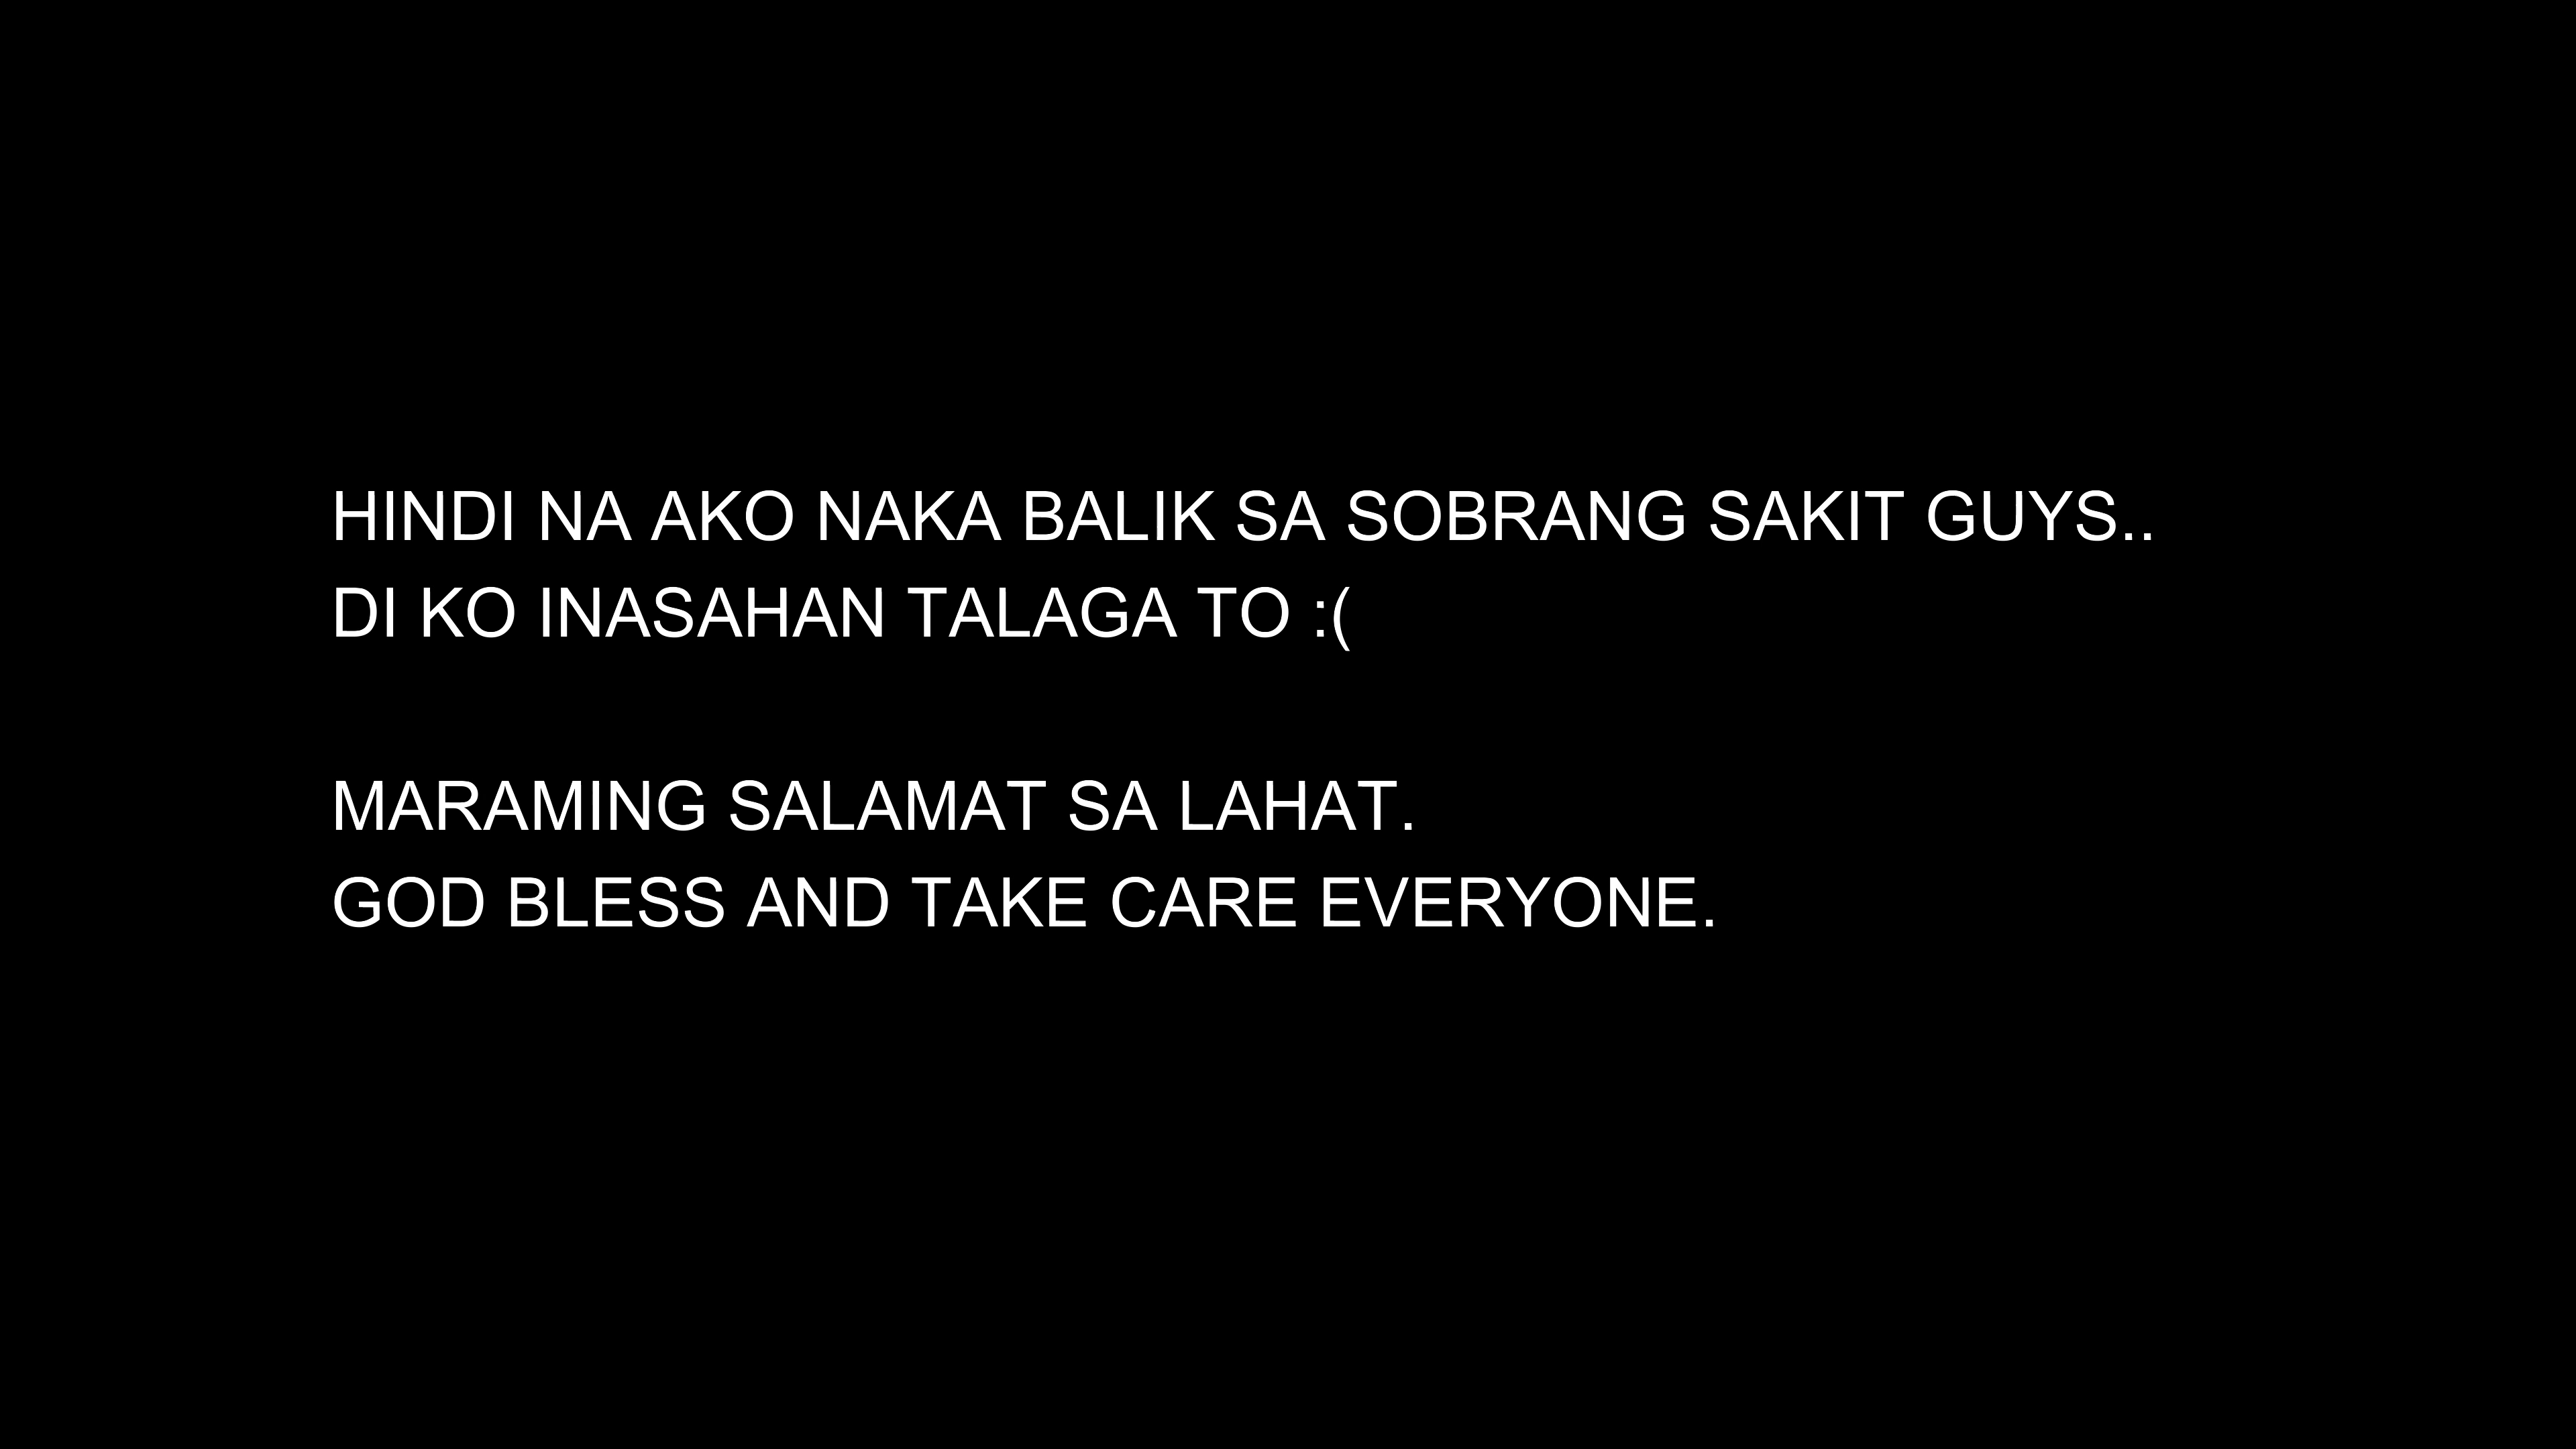 HINDI NA AKO NAKA BALIK SA SOBRANG SAKIT GUYS..
DI KO INASAHAN TALAGA TO :(
MARAMING SALAMAT SA LAHAT.
GOD BLESS AND TAKE CARE EVERYONE.